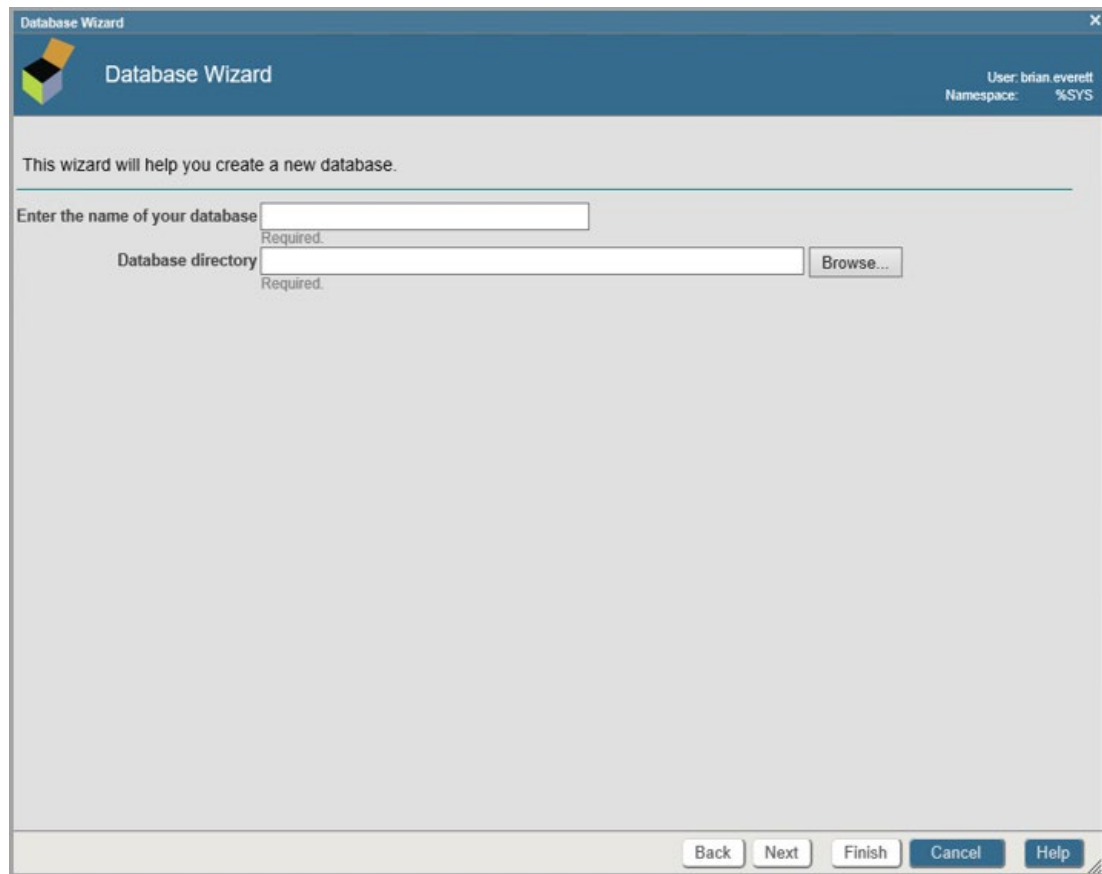 Database Wizard X
Database Wizard
User: brian.everett
Namespace: %SYS
This wizard will help you create a new database.
Enter the name of your database
Required.
Database directory Browse...
Required.
Back Next Finish Cancel Help